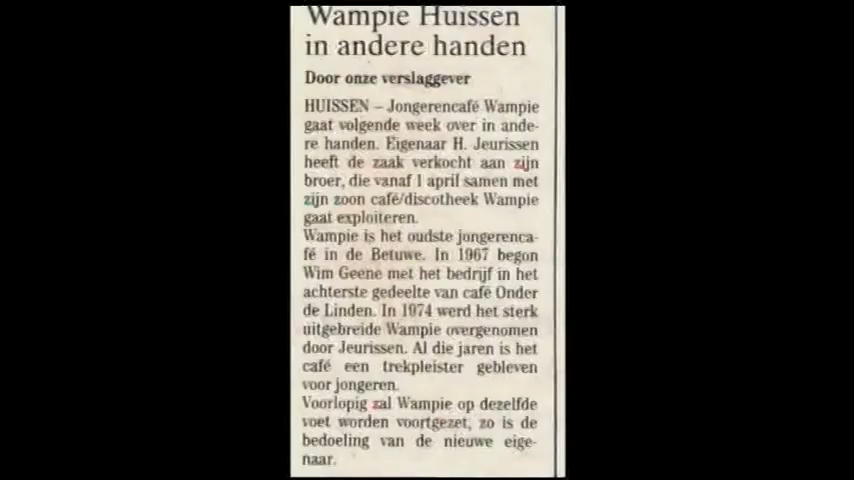 Wampie Huissen
in andere handen
Door onze verslaggever
HUISSEN – Jongerencafé Wampie
gaat volgende week over in ande-
re handen. Eigenaar H. Jeurissen
heeft de zaak verkocht aan zijn
broer, die vanaf 1 april samen met
zijn zoon café/discotheek Wampie
gaat exploiteren.
Wampie is het oudste jongerenca-
fé in de Betuwe. In 1967 begon
Wim Geene met het bedrijf in het
achterste gedeelte van café Onder
de Linden. In 1974 werd het sterk
uitgebreide Wampie overgenomen
door Jeurissen. Al die jaren is het
café een trekpleister gebleven
voor jongeren.
Voorlopig zal Wampie op dezelfde
voet worden voortgezet, zo is de
bedoeling van de nieuwe eige-
naar.